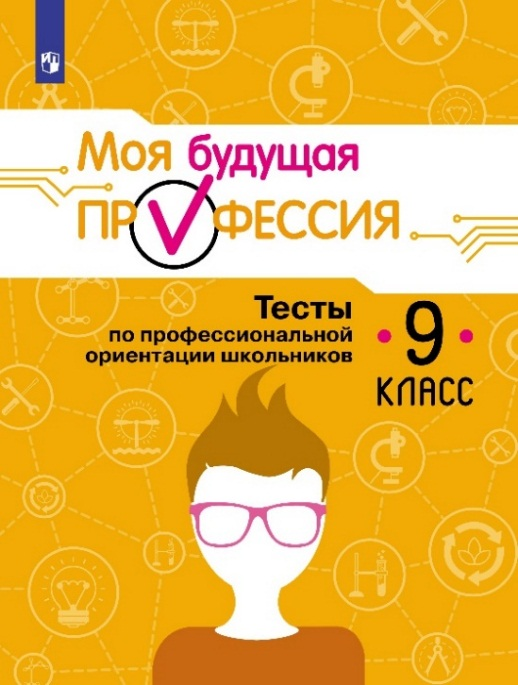 Моя будущая
ПРОФЕССИЯ
Тесты
по профессиональной
ориентации школьников
9
КЛАСС